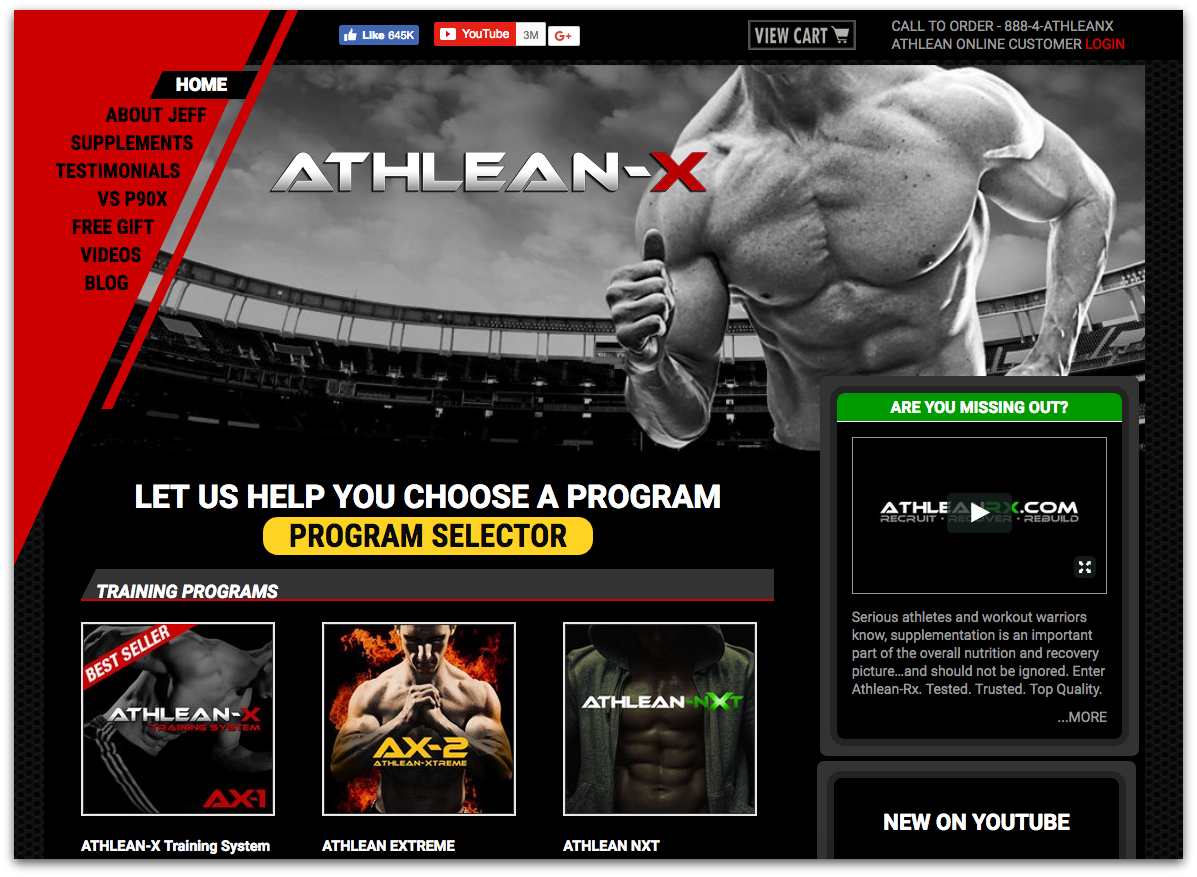 Like 645K
YouTube 3M
G+
VIEW CART
CALL TO ORDER - 888-4-ATHLEANX
ATHLEAN ONLINE CUSTOMER LOGIN
HOME
ABOUT JEFF
SUPPLEMENTS
TESTIMONIALS
VS P90X
FREE GIFT
VIDEOS
BLOG
ATHLEAN-X
LET US HELP YOU CHOOSE A PROGRAM
PROGRAM SELECTOR
TRAINING PROGRAMS
BEST SELLER
ATHLEAN-X
TRAINING SYSTEM
AX-1
ATHLEAN-X Training System
AX-2
ATHLEAN-XTREME
ATHLEAN EXTREME
ATHLEAN-NXT
ATHLEAN NXT
ARE YOU MISSING OUT?
ATHLEANRX.COM
RECRUIT · RECOVER · REBUILD
Serious athletes and workout warriors
know, supplementation is an important
part of the overall nutrition and recovery
picture...and should not be ignored. Enter
Athlean-Rx. Tested. Trusted. Top Quality.
...MORE
NEW ON YOUTUBE